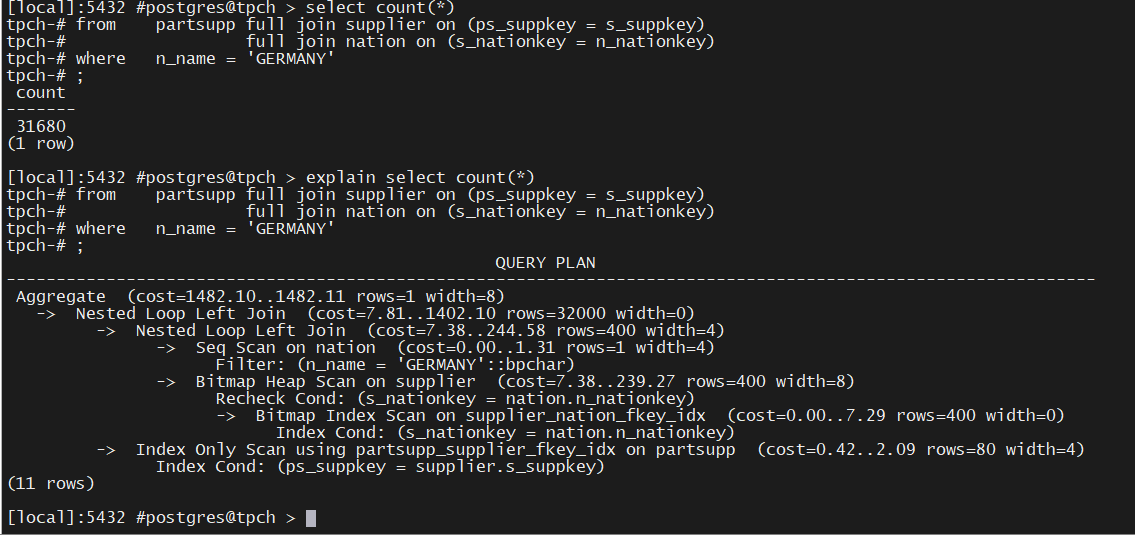 [local]:5432 #postgres@tpch > select count(*)
tpch-# from    partsupp full join supplier on (ps_suppkey = s_suppkey)
tpch-#                  full join nation on (s_nationkey = n_nationkey)
tpch-# where   n_name = 'GERMANY'
tpch-# ;
 count
-------
 31680
(1 row)

[local]:5432 #postgres@tpch > explain select count(*)
tpch-# from    partsupp full join supplier on (ps_suppkey = s_suppkey)
tpch-#                  full join nation on (s_nationkey = n_nationkey)
tpch-# where   n_name = 'GERMANY'
tpch-# ;
                                                 QUERY PLAN
-------------------------------------------------------------------------------------------------------------
 Aggregate  (cost=1482.10..1482.11 rows=1 width=8)
   ->  Nested Loop Left Join  (cost=7.81..1402.10 rows=32000 width=0)
         ->  Nested Loop Left Join  (cost=7.38..244.58 rows=400 width=4)
               ->  Seq Scan on nation  (cost=0.00..1.31 rows=1 width=4)
                     Filter: (n_name = 'GERMANY'::bpchar)
               ->  Bitmap Heap Scan on supplier  (cost=7.38..239.27 rows=400 width=8)
                     Recheck Cond: (s_nationkey = nation.n_nationkey)
                     ->  Bitmap Index Scan on supplier_nation_fkey_idx  (cost=0.00..7.29 rows=400 width=0)
                           Index Cond: (s_nationkey = nation.n_nationkey)
         ->  Index Only Scan using partsupp_supplier_fkey_idx on partsupp  (cost=0.42..2.09 rows=80 width=4)
               Index Cond: (ps_suppkey = supplier.s_suppkey)
(11 rows)

[local]:5432 #postgres@tpch >